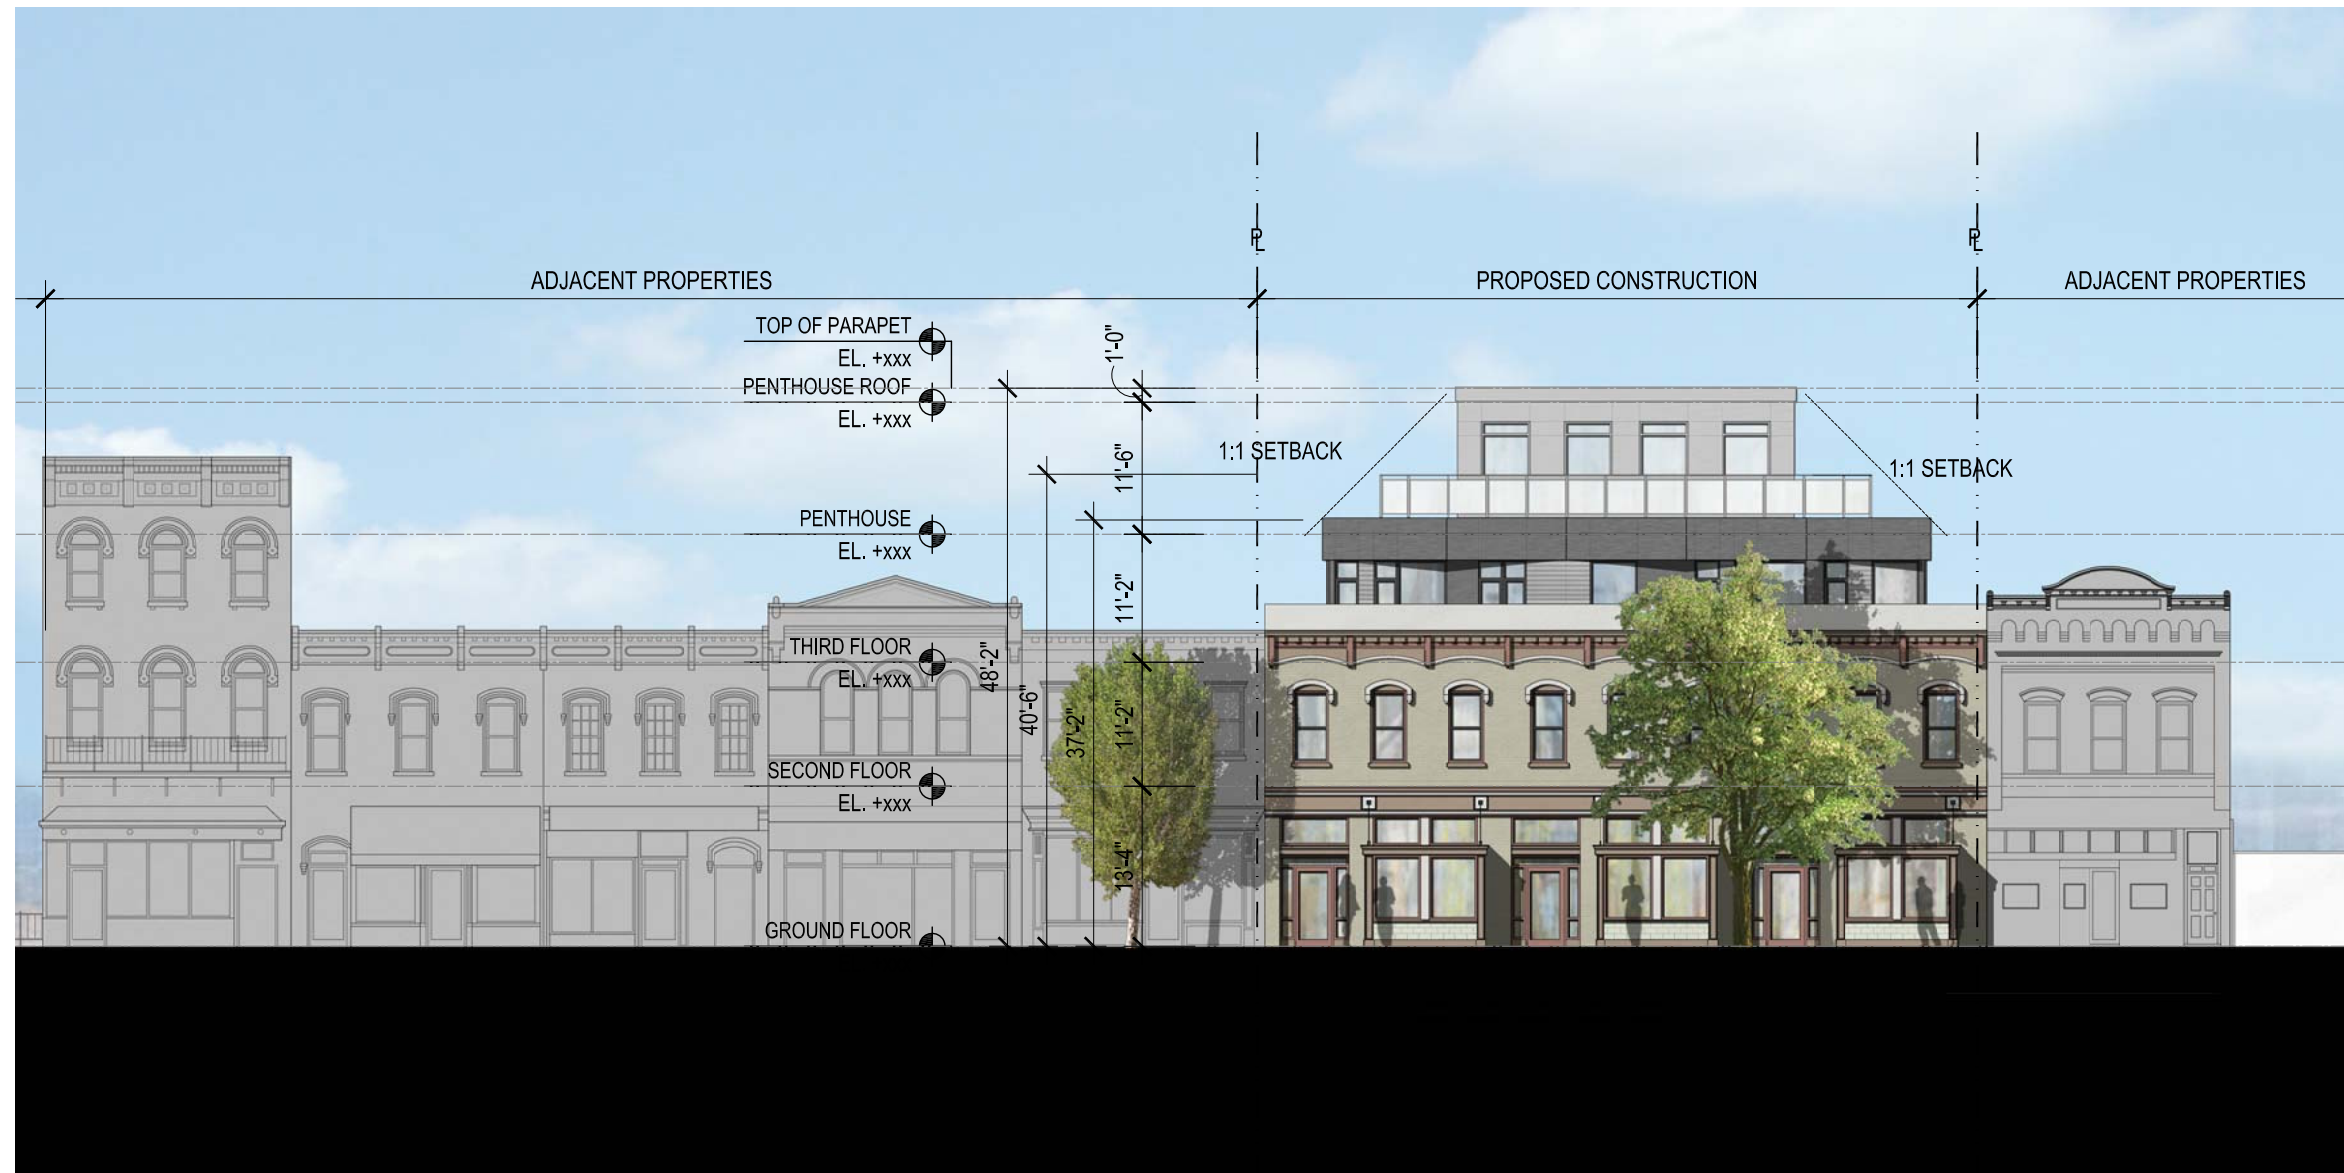 PL
PL
ADJACENT PROPERTIES
PROPOSED CONSTRUCTION
ADJACENT PROPERTIES
TOP OF PARAPET
EL. +xxx
1'-0"
PENTHOUSE ROOF
EL. +xxx
1:1 SETBACK
1:1 SETBACK
11'-6"
PENTHOUSE
EL. +xxx
11'-2"
THIRD FLOOR
EL. +xxx
48'-2"
40'-6"
37'-2"
11'-2"
SECOND FLOOR
EL. +xxx
13'-4"
GROUND FLOOR